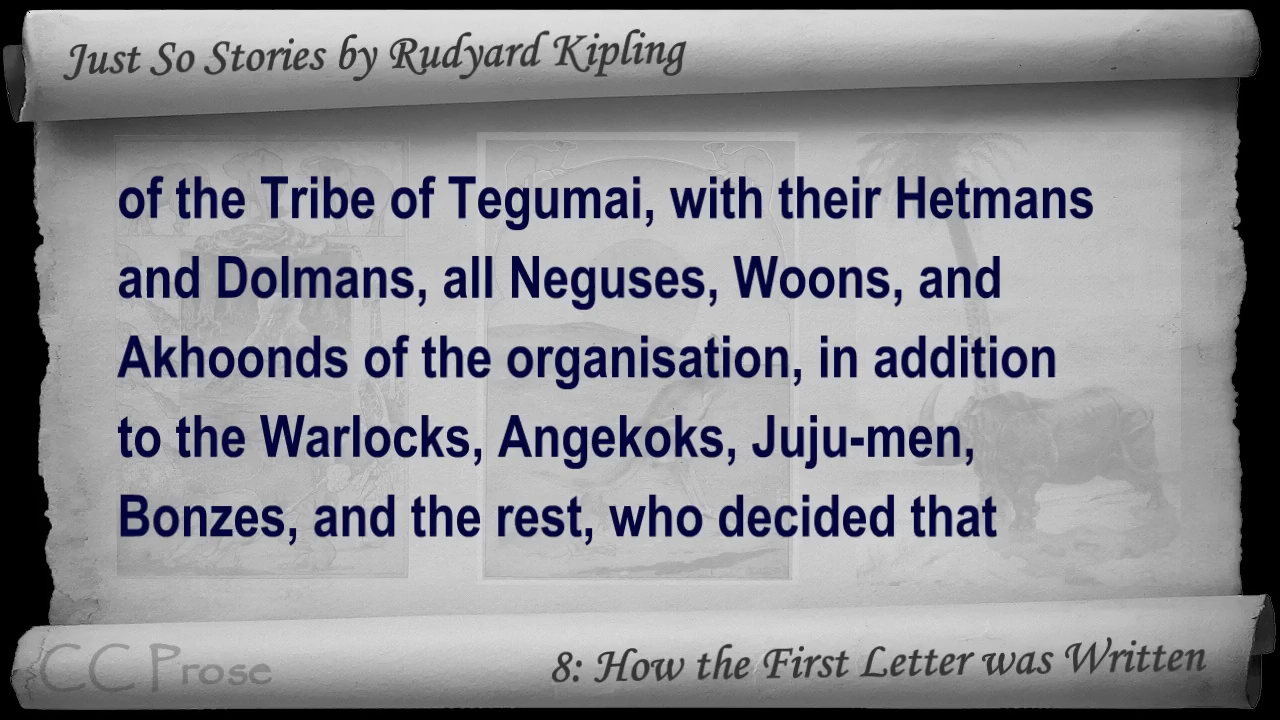 Just So Stories by Rudyard Kipling
of the Tribe of Tegumai, with their Hetmans
and Dolmans, all Neguses, Woons, and
Akhoonds of the organisation, in addition
to the Warlocks, Angekoks, Juju-men,
Bonzes, and the rest, who decided that
CC Prose
8: How the First Letter was Written